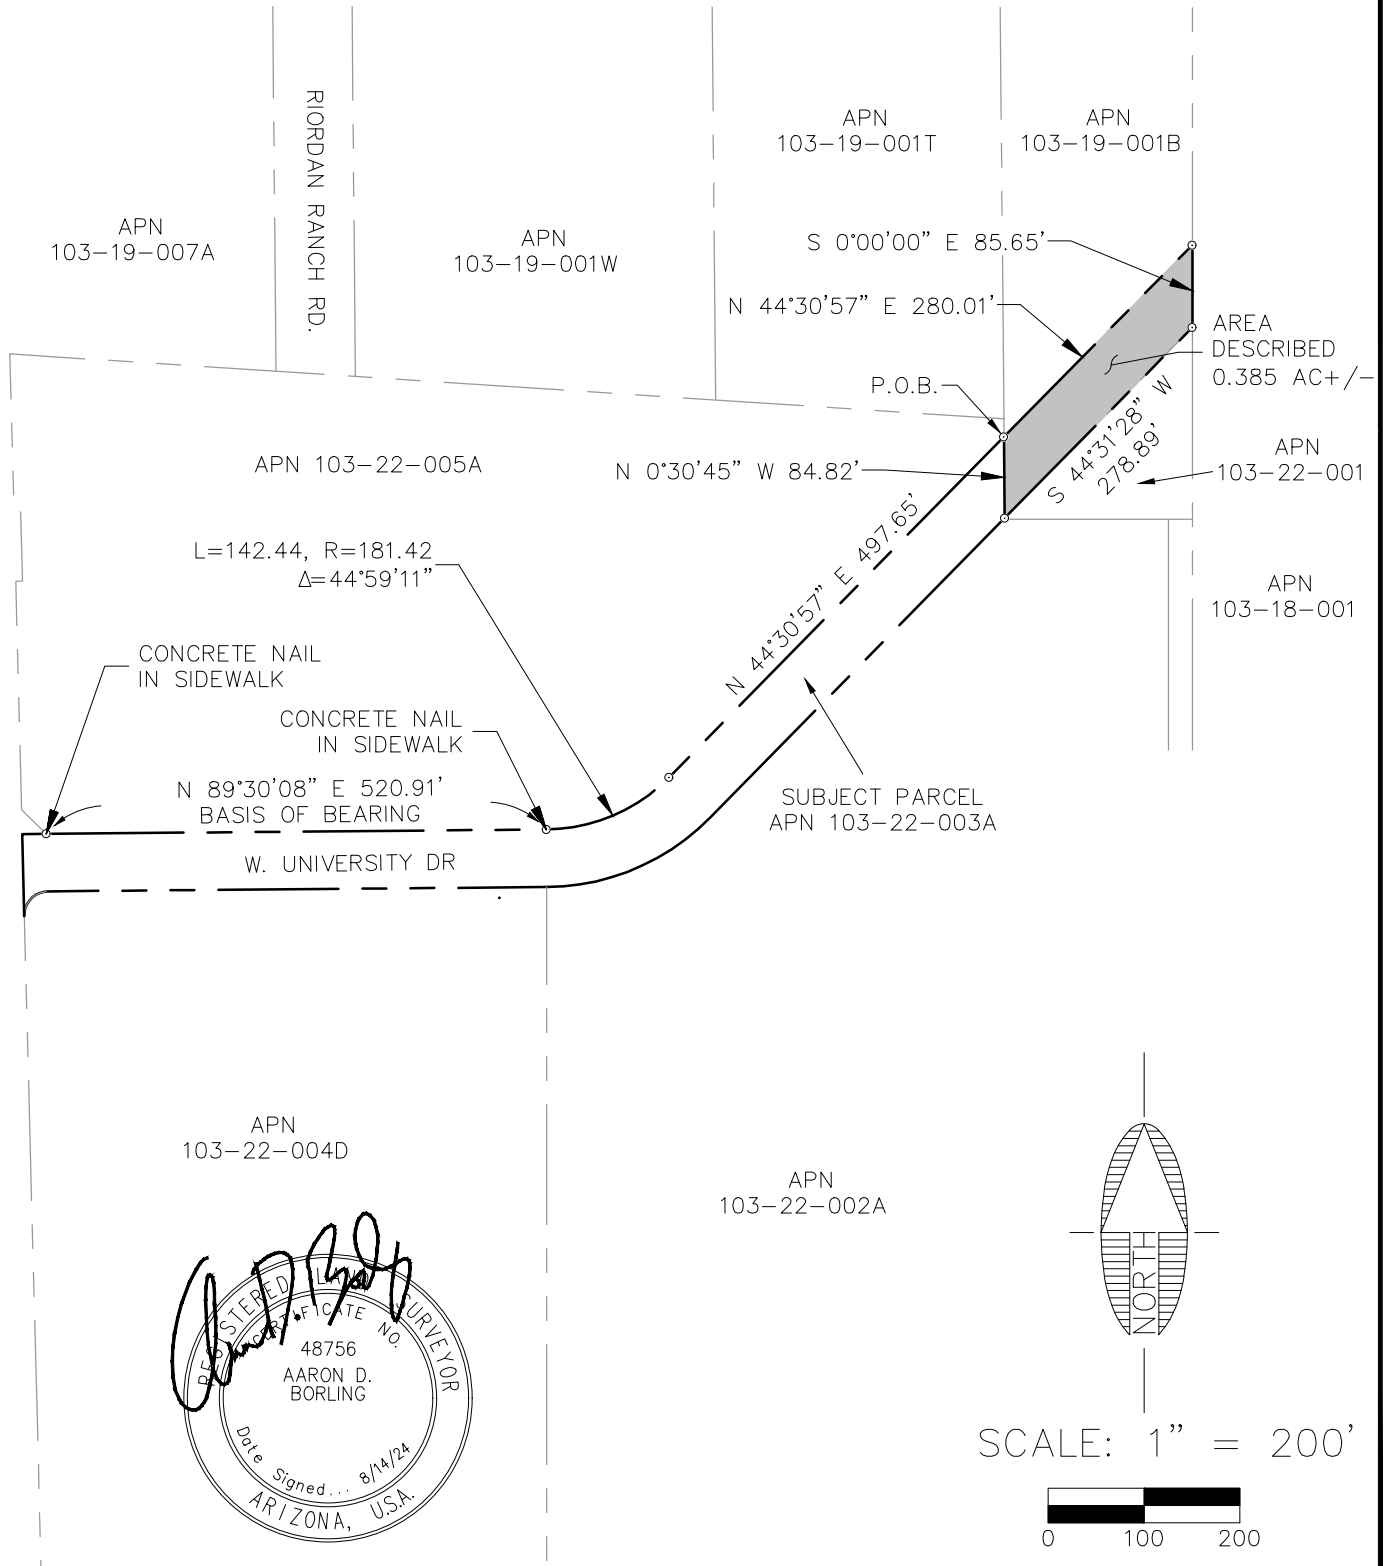 RIORDAN RANCH RD.
APN
103-19-001T
APN
103-19-001B
APN
103-19-007A
APN
103-19-001W
S 0°00'00" E 85.65'
N 44°30'57" E 280.01'
AREA
DESCRIBED
0.385 AC+/-
P.O.B.
S 44°31'28" W
278.89'
APN 103-22-005A
N 0°30'45" W 84.82'
APN
103-22-001
L=142.44, R=181.42
Δ=44°59'11"
N 44°30'57" E 497.65'
APN
103-18-001
CONCRETE NAIL
IN SIDEWALK
CONCRETE NAIL
IN SIDEWALK
N 89°30'08" E 520.91'
BASIS OF BEARING
SUBJECT PARCEL
APN 103-22-003A
W. UNIVERSITY DR
APN
103-22-004D
APN
103-22-002A
NORTH
REGISTERED LAND SURVEYOR
CERTIFICATE NO.
48756
AARON D.
BORLING
Date Signed... 8/14/24
ARIZONA, U.S.A.
SCALE: 1" = 200'
0 100 200